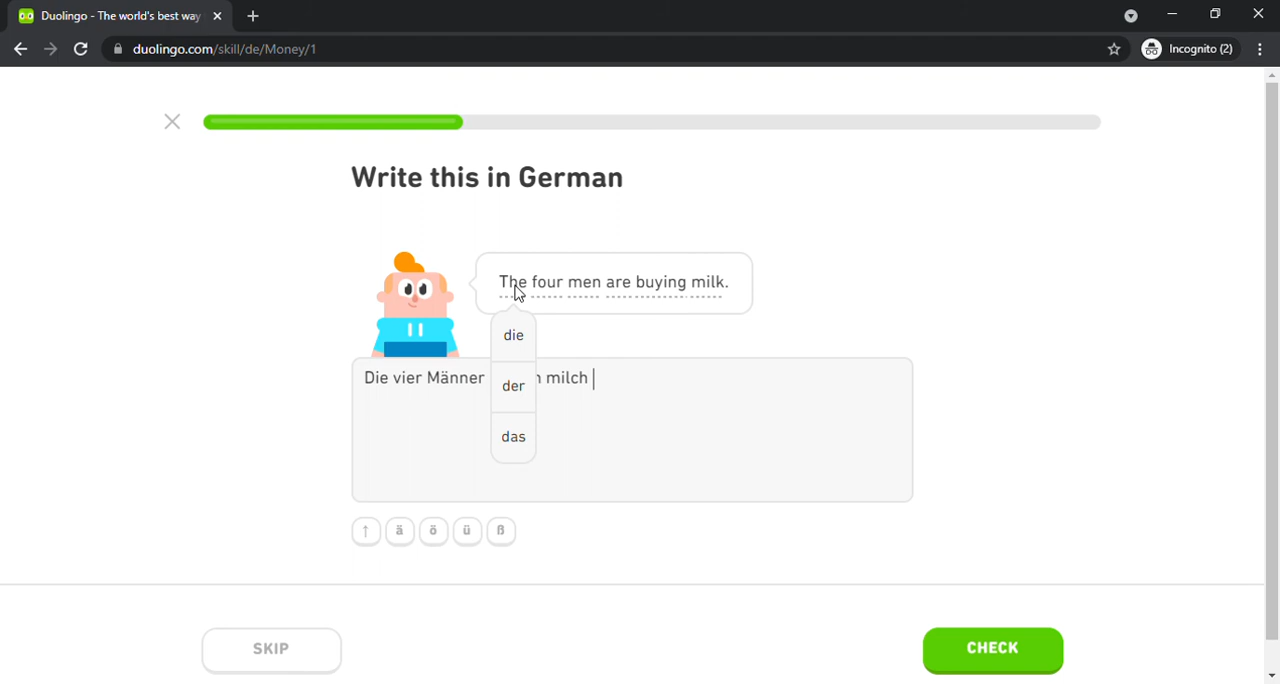 Duolingo - The world's best way
duolingo.com/skill/de/Money/1
Incognito (2)
Write this in German
The four men are buying milk.
die
Die vier Männer milch
der
das
↑ ä ö ü ß
SKIP
CHECK